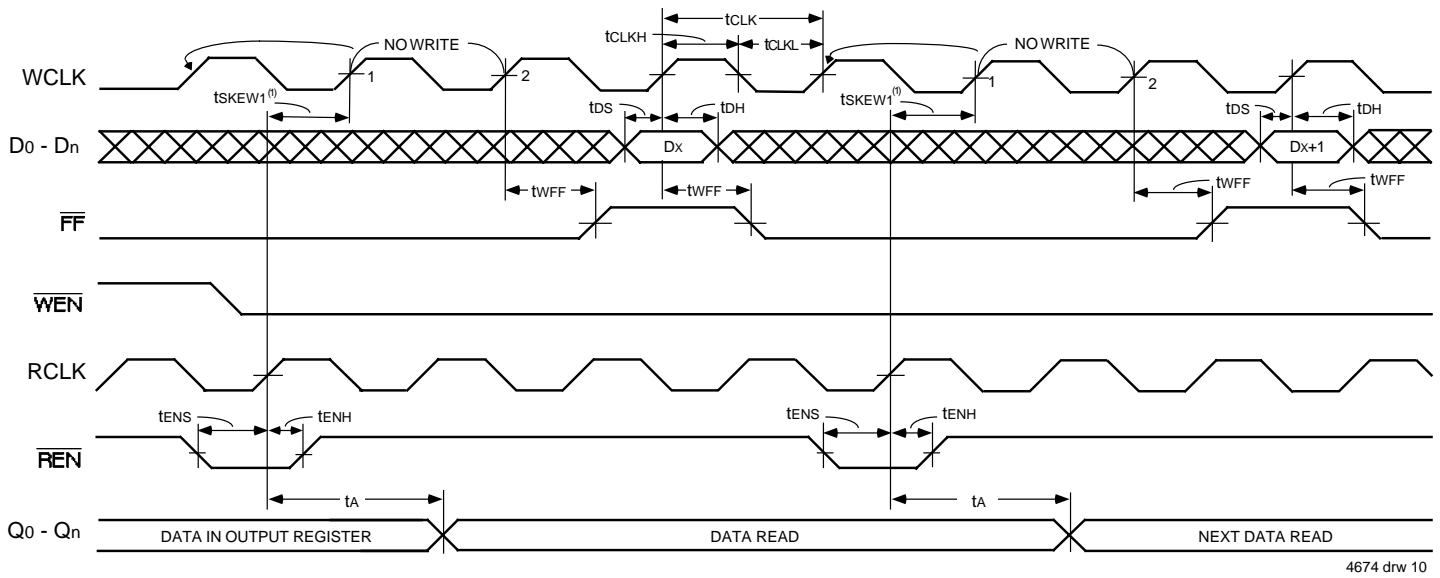 tCLK
tCLKH tCLKL
NO WRITE NO WRITE
WCLK 1 2 1 2
tSKEW1(1) tDS tDH tSKEW1(1) tDS tDH
D0 - Dn DX DX+1
tWFF tWFF tWFF tWFF
FF
WEN
RCLK
tENS tENH tENS tENH
REN
tA tA
Q0 - Qn DATA IN OUTPUT REGISTER DATA READ NEXT DATA READ
4674 drw 10